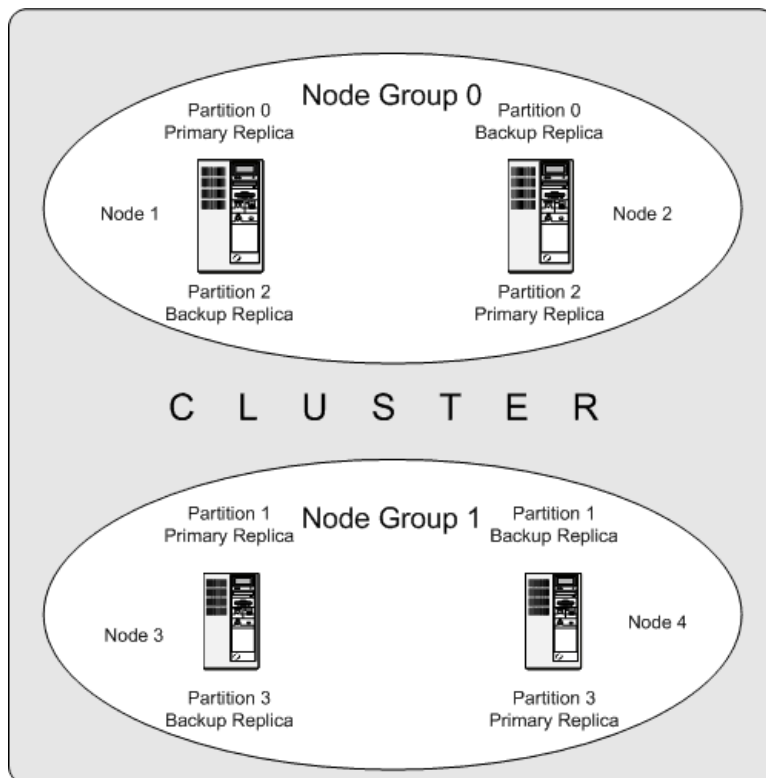 Node Group 0
Partition 0
Primary Replica
Partition 0
Backup Replica
Node 1
Node 2
Partition 2
Backup Replica
Partition 2
Primary Replica
C L U S T E R
Node Group 1
Partition 1
Primary Replica
Partition 1
Backup Replica
Node 3
Node 4
Partition 3
Backup Replica
Partition 3
Primary Replica